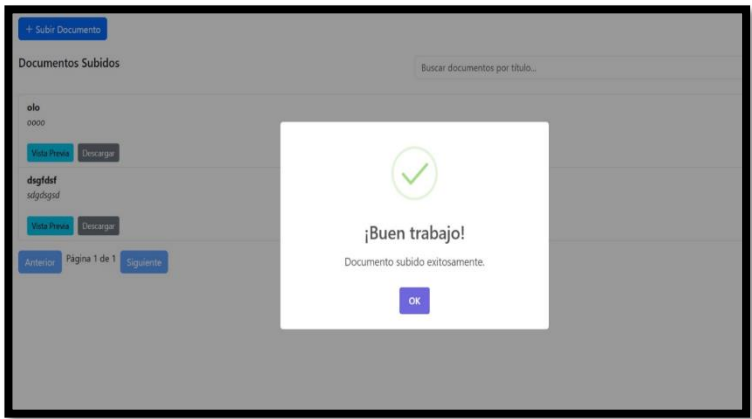 + Subir Documento
Documentos Subidos
Buscar documentos por título...
olo
oooo
Vista Previa Descargar
dsgfdsf
sdgdsgsd
Vista Previa Descargar
Anterior Página 1 de 1 Siguiente
¡Buen trabajo!
Documento subido exitosamente.
OK